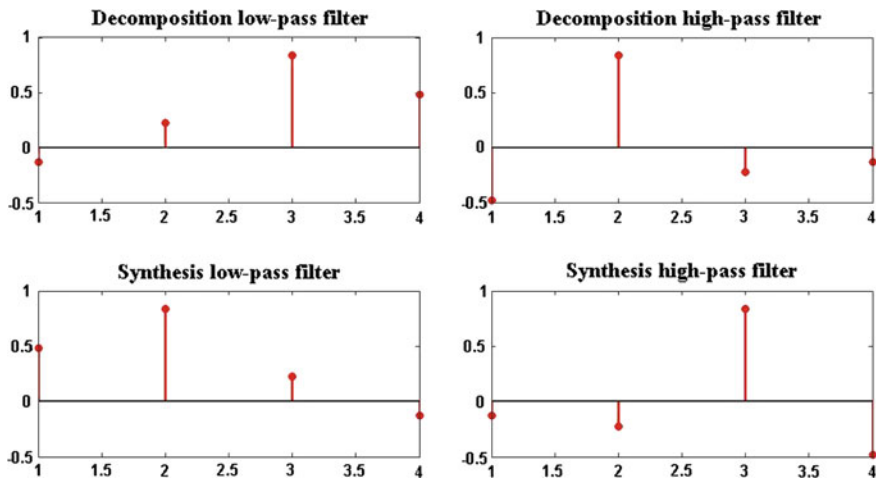 Decomposition low-pass filter
1
0.5
0
-0.5
1 1.5 2 2.5 3 3.5 4
Decomposition high-pass filter
1
0.5
0
-0.5
1 1.5 2 2.5 3 3.5 4
Synthesis low-pass filter
1
0.5
0
-0.5
1 1.5 2 2.5 3 3.5 4
Synthesis high-pass filter
1
0.5
0
-0.5
1 1.5 2 2.5 3 3.5 4